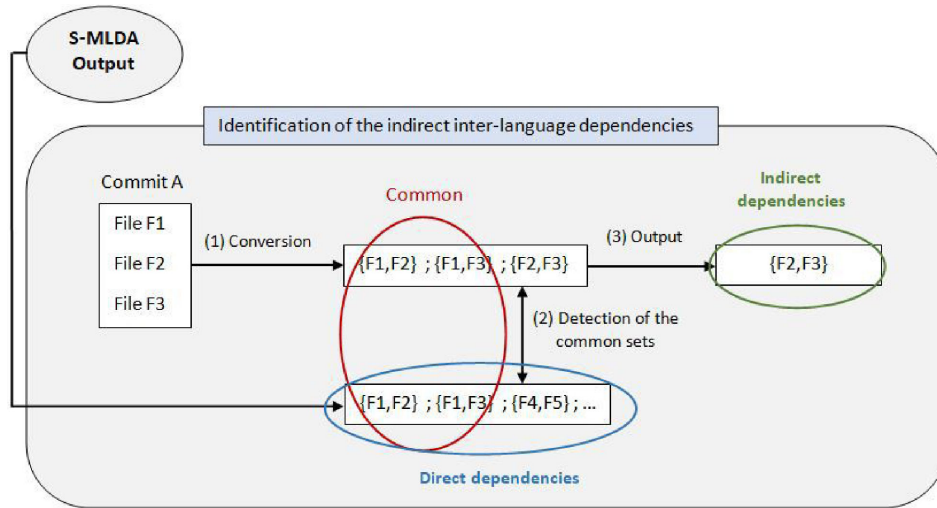 S-MLDA
Output
Identification of the indirect inter-language dependencies
Commit A
File F1
File F2
File F3
(1) Conversion
Common
{F1,F2} ; {F1,F3} ; {F2,F3}
(3) Output
Indirect
dependencies
{F2,F3}
(2) Detection of the
common sets
{F1,F2} ; {F1,F3} ; {F4,F5} ; ...
Direct dependencies